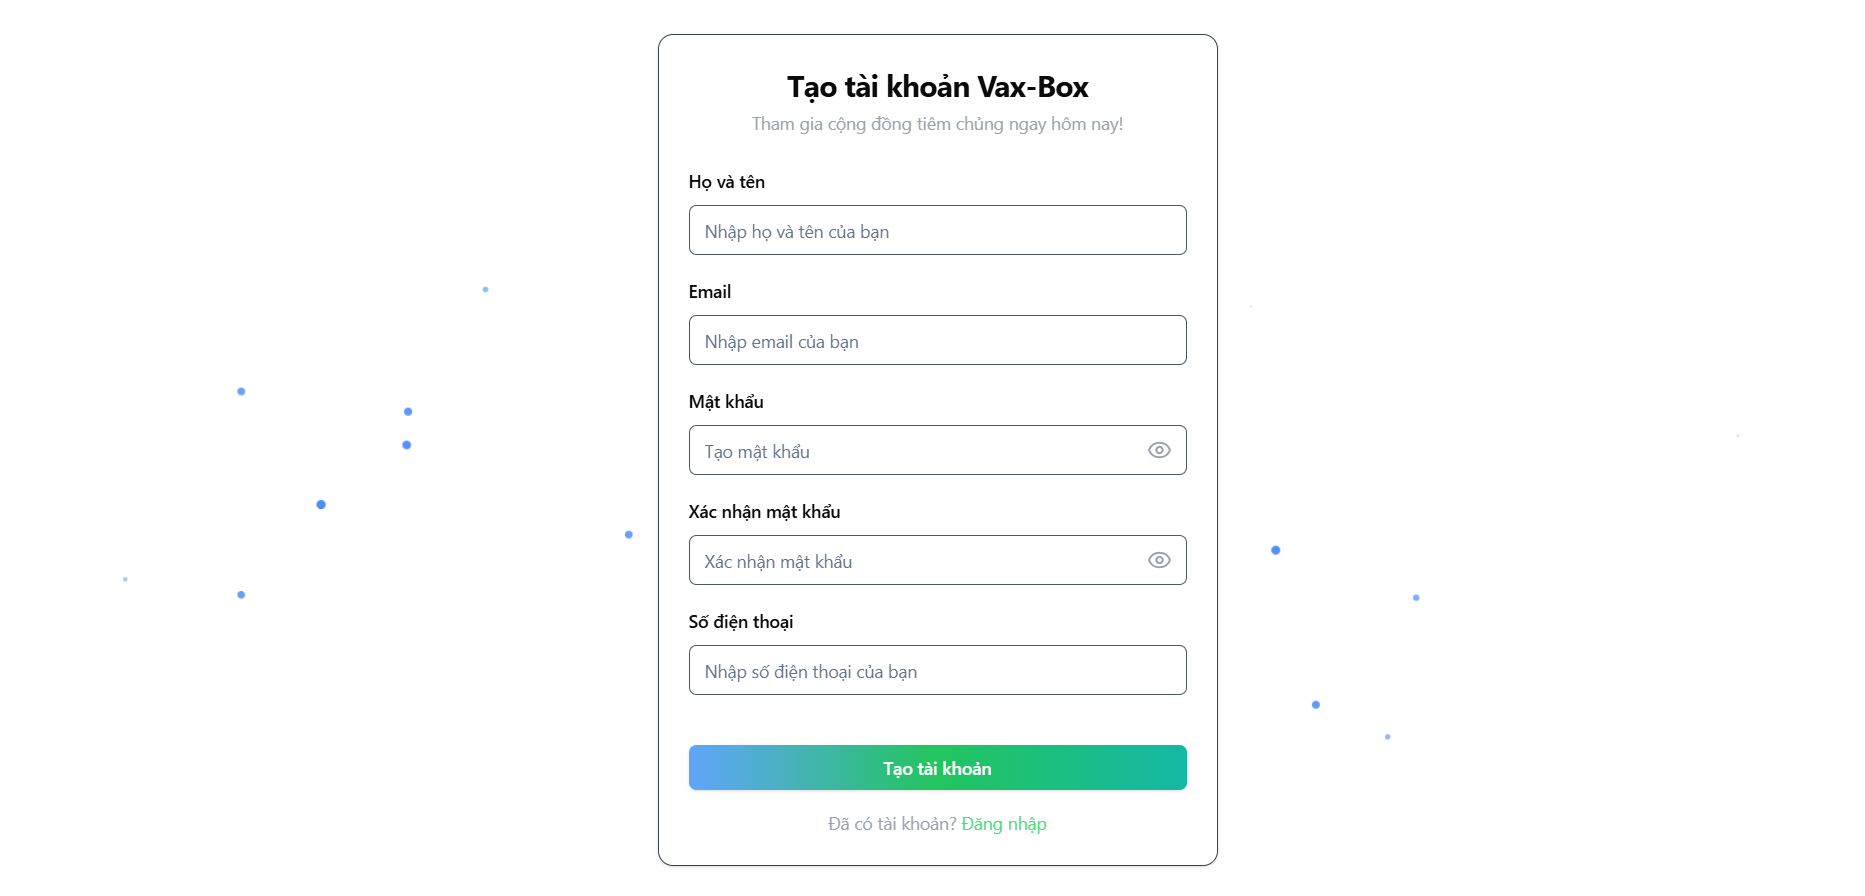 Tạo tài khoản Vax-Box
Tham gia cộng đồng tiêm chủng ngay hôm nay!
Họ và tên
Nhập họ và tên của bạn
Email
Nhập email của bạn
Mật khẩu
Tạo mật khẩu
Xác nhận mật khẩu
Xác nhận mật khẩu
Số điện thoại
Nhập số điện thoại của bạn
Tạo tài khoản
Đã có tài khoản? Đăng nhập